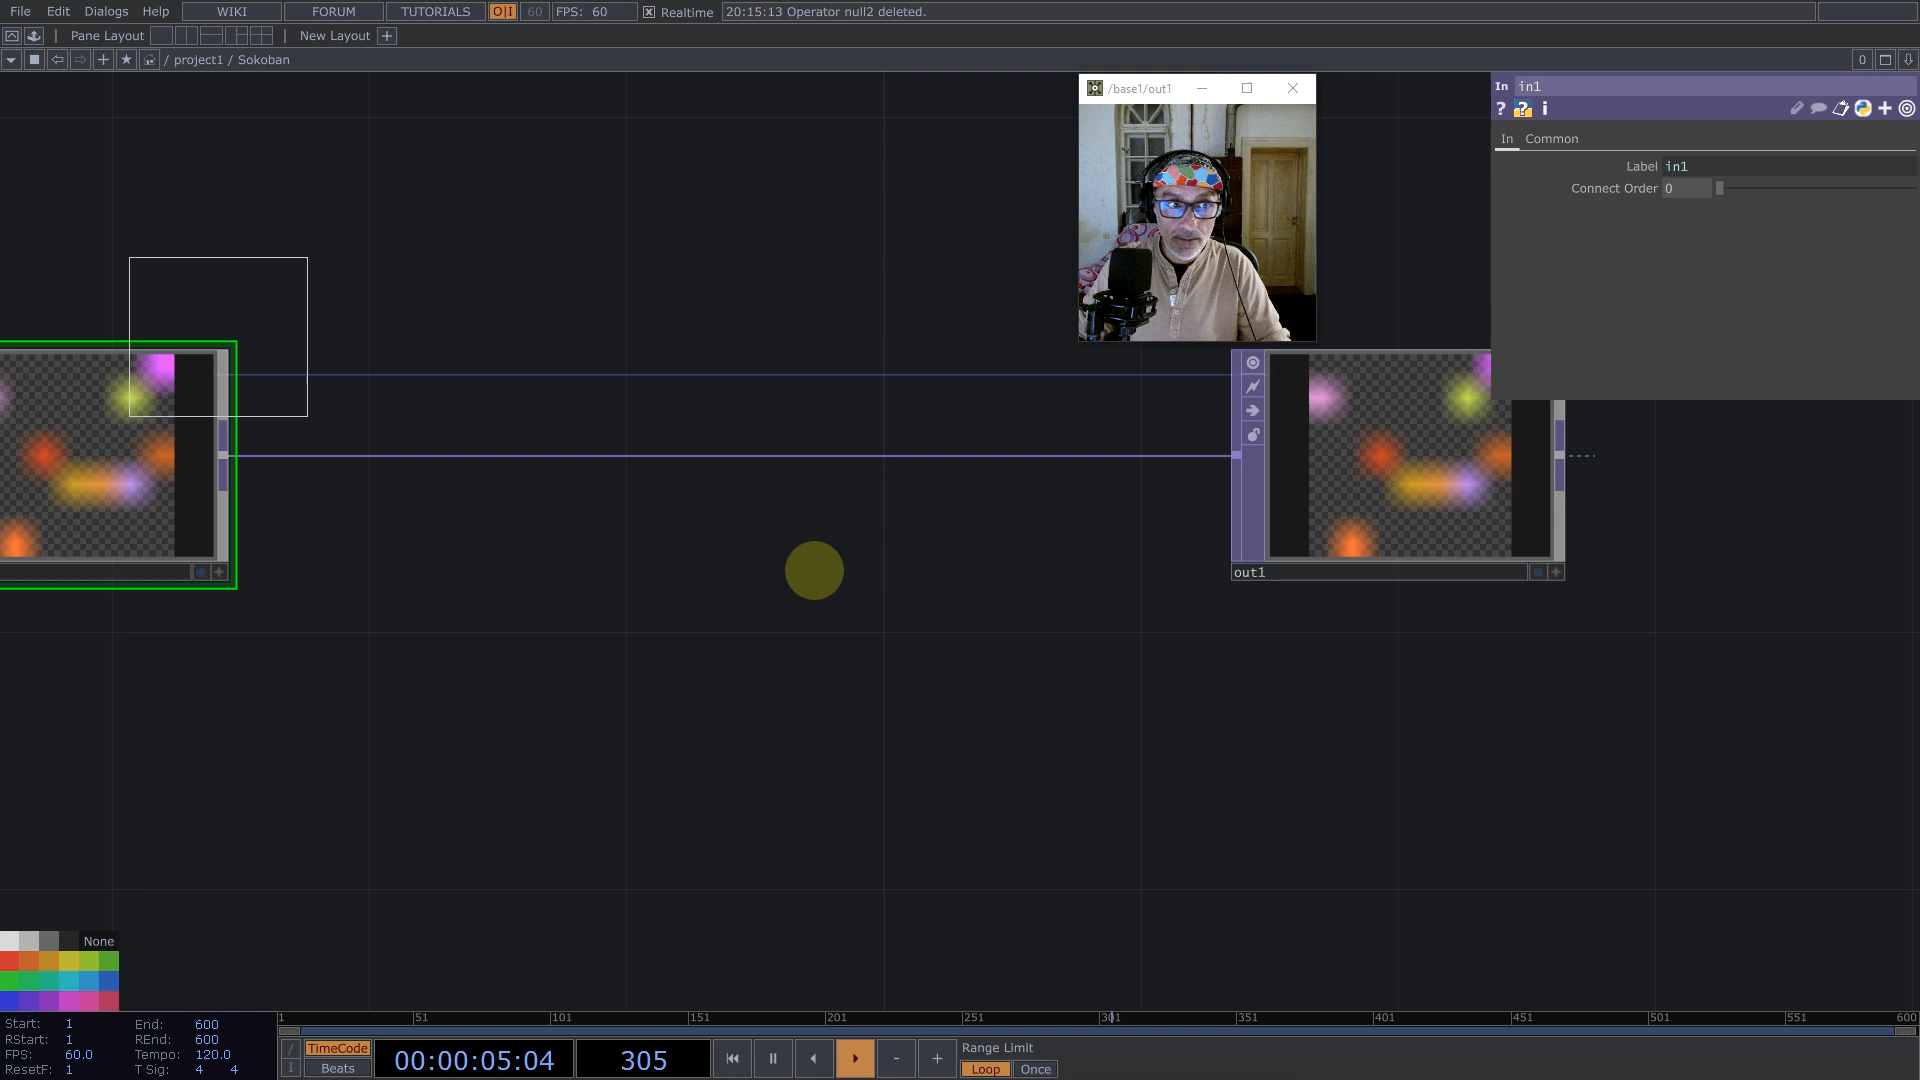 File Edit Dialogs Help WIKI FORUM TUTORIALS O|I 60 FPS: 60 Realtime 20:15:13 Operator null2 deleted.
Pane Layout New Layout +
/ project1 / Sokoban 0
/base1/out1
In in1
? ? i
In Common
Label in1
Connect Order 0
out1
None
1 51 101 151 201 251 301 351 401 451 501 551 600
Start: 1 End: 600
RStart: 1 REnd: 600
FPS: 60.0 Tempo: 120.0
ResetF: 1 T Sig: 4 4
/ TimeCode
I Beats
00:00:05:04 305 - +
Range Limit
Loop Once